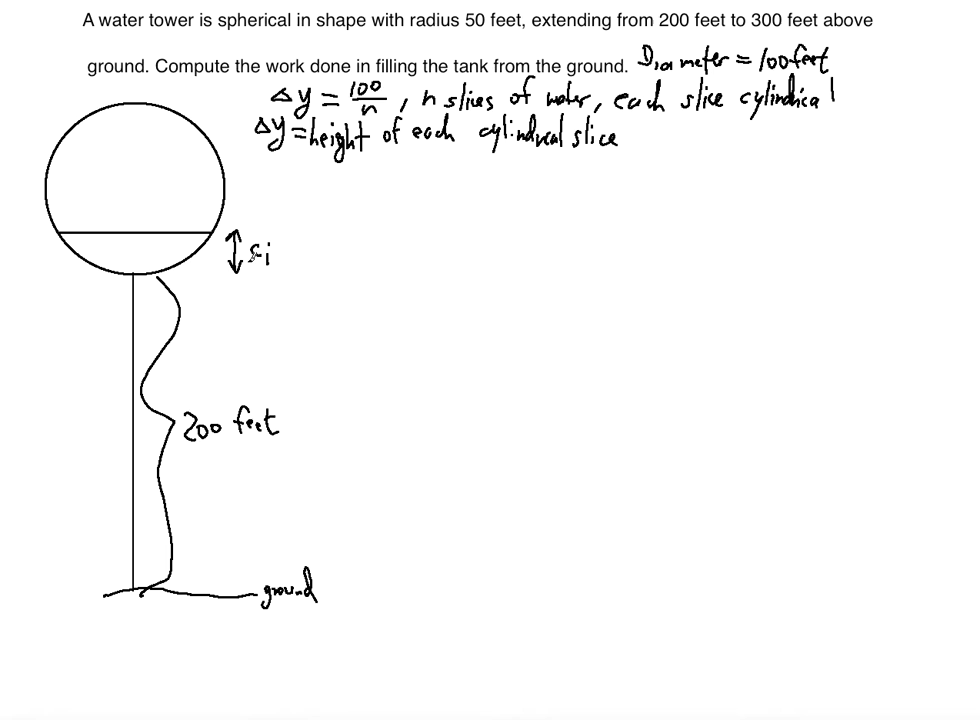 A water tower is spherical in shape with radius 50 feet, extending from 200 feet to 300 feet above
ground. Compute the work done in filling the tank from the ground. Diameter = 100 feet
Δy = 100/n , n slices of water, each slice cylindical
Δy = height of each cylindrical slice
xi
200 feet
ground